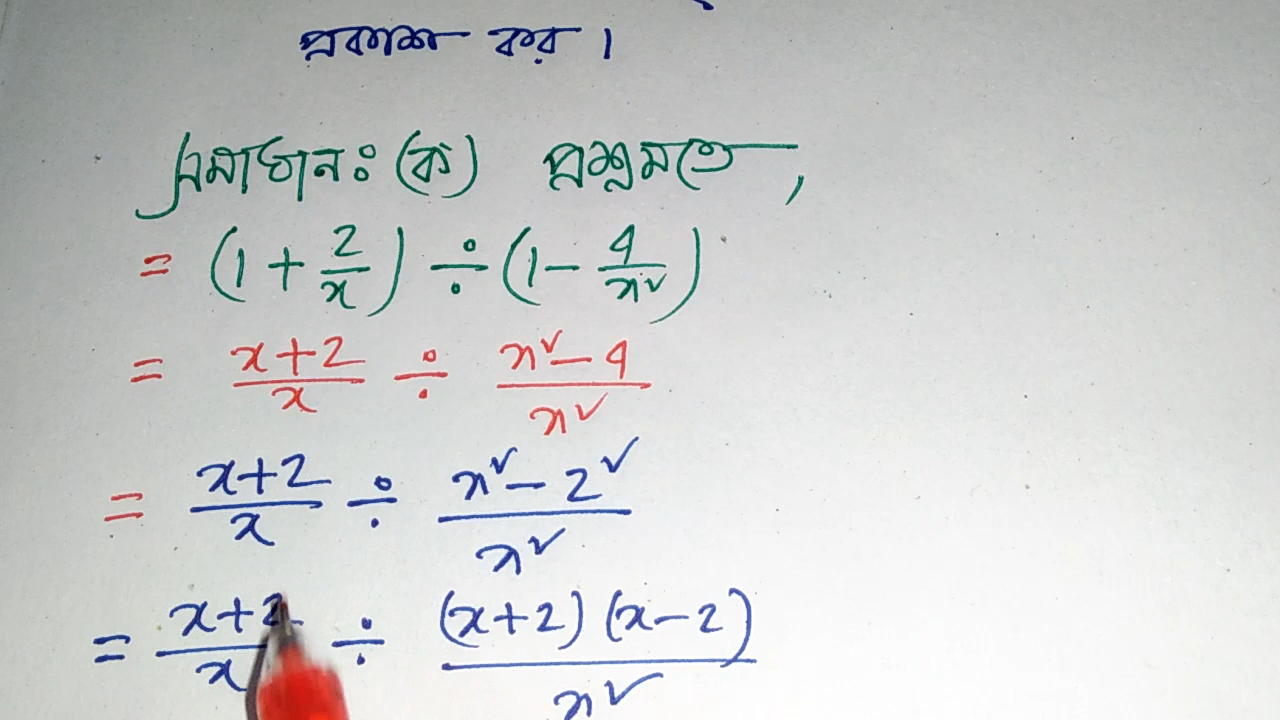 প্রকাশ কর ।
সমাধানঃ (ক) প্রশ্নমতে,
= (1 + 2/x) ÷ (1 - 4/x²)
= (x+2)/x ÷ (x² - 4)/x²
= (x+2)/x ÷ (x² - 2²)/x²
= (x+2)/x ÷ (x+2)(x-2)/x²